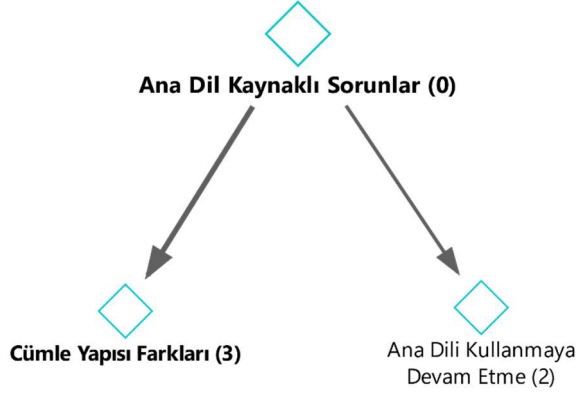 Ana Dil Kaynaklı Sorunlar (0)
Cümle Yapısı Farkları (3)
Ana Dili Kullanmaya
Devam Etme (2)